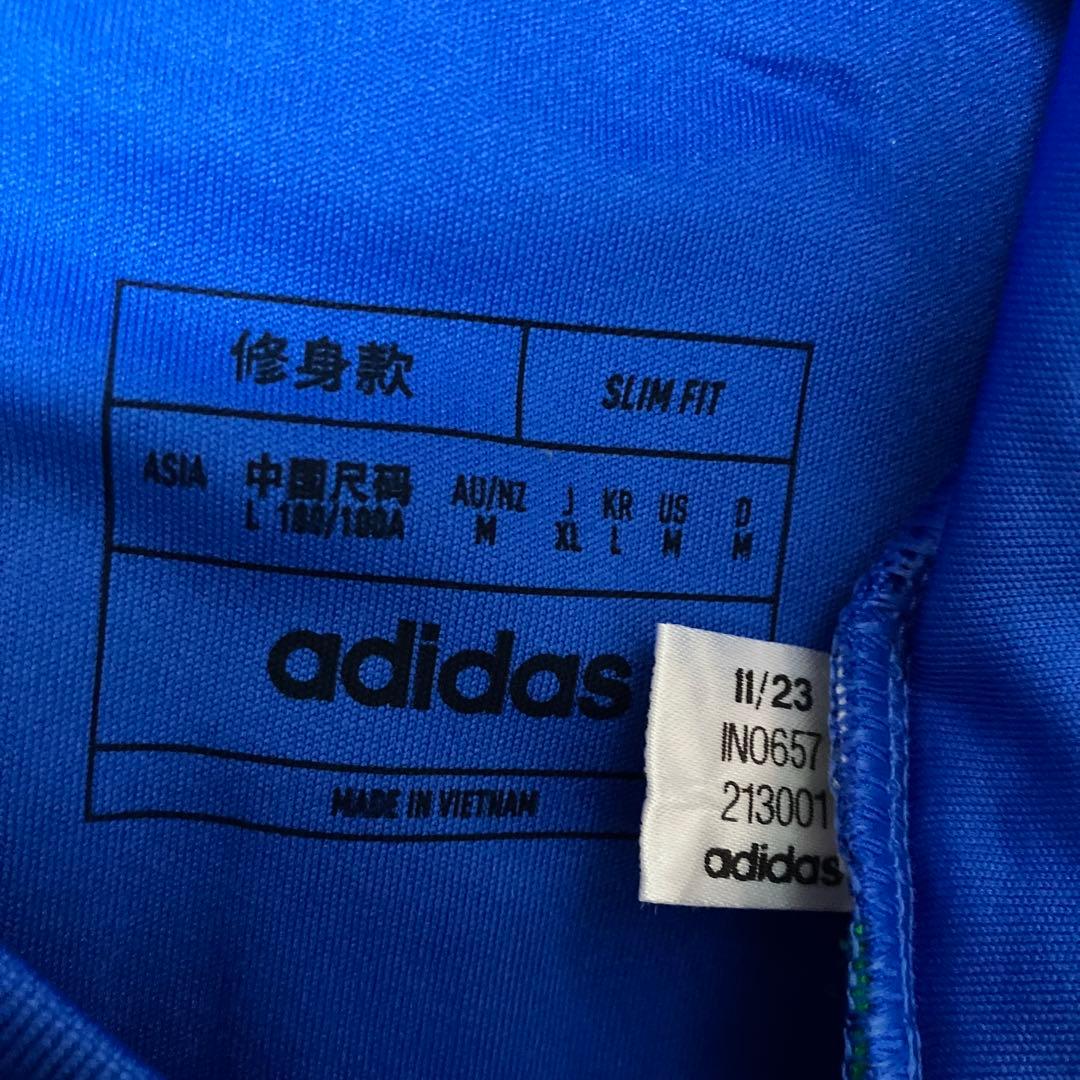 修身款
SLIM FIT
ASIA 中國尺码 AU/NZ J KR US D
L 180/100A M XL L M M
adidas
MADE IN VIETNAM
11/23
IN0657
213001
adidas